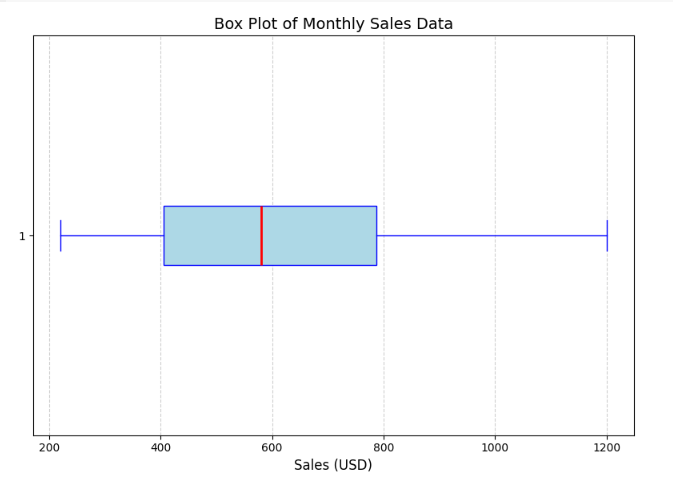 Box Plot of Monthly Sales Data
1
200 400 600 800 1000 1200
Sales (USD)